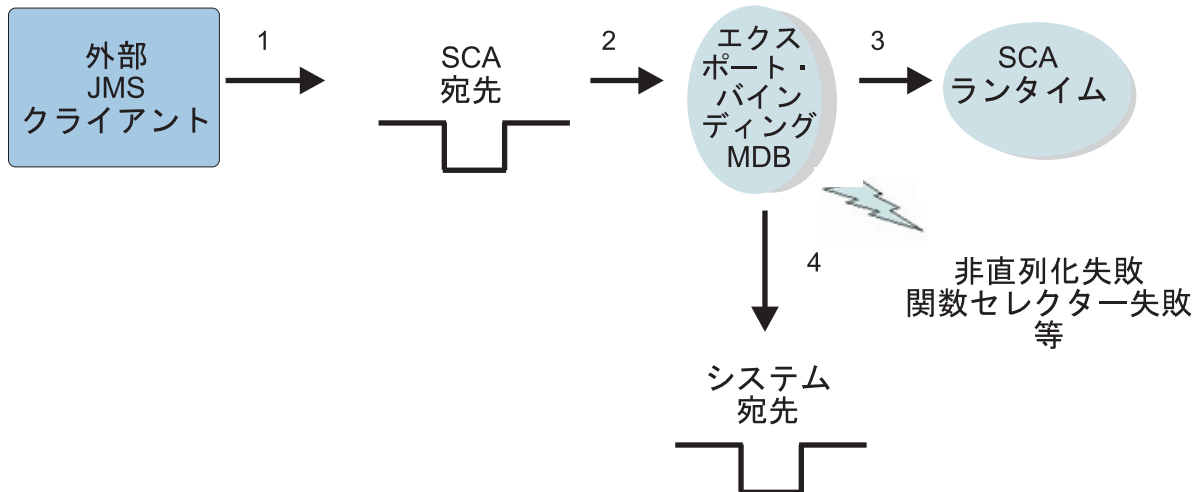 外部
JMS
クライアント
1
SCA
宛先
2
エクス
ポート・
バイン
ディング
MDB
3
SCA
ランタイム
4
非直列化失敗
関数セレクター失敗
等
システム
宛先